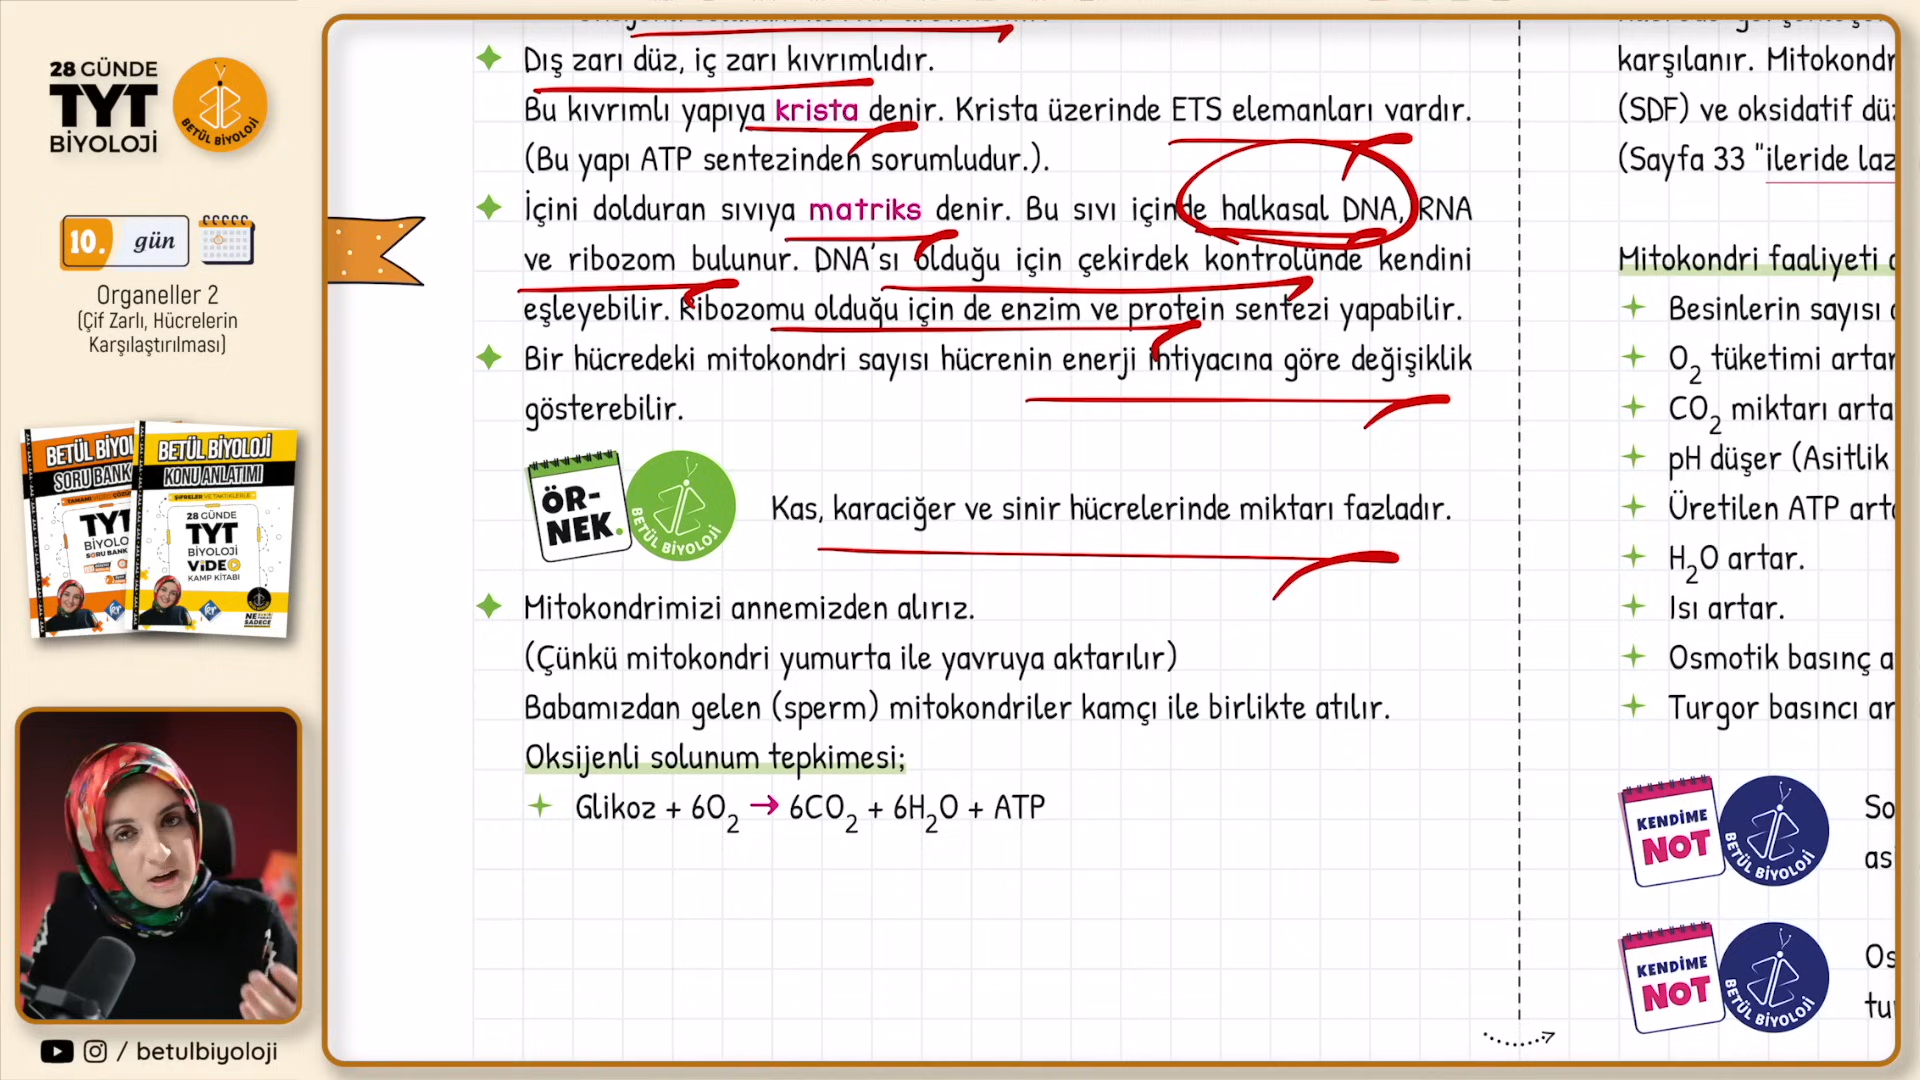 28 GÜNDE
TYT
BİYOLOJİ
BETÜL BİYOLOJİ
10. gün
Organeller 2
(Çif Zarlı, Hücrelerin
Karşılaştırılması)
BETÜL BİYOL
SORU BANK
TYT
BİYOLO
SORU BANK
BETÜL BİYOLOJİ
KONU ANLATIMI
28 GÜNDE
TYT
BİYOLOJİ
VİDEO
KAMP KİTABI
/ betulbiyoloji
Dış zarı düz, iç zarı kıvrımlıdır.
Bu kıvrımlı yapıya krista denir. Krista üzerinde ETS elemanları vardır.
(Bu yapı ATP sentezinden sorumludur.).
İçini dolduran sıvıya matriks denir. Bu sıvı içinde halkasal DNA, RNA
ve ribozom bulunur. DNA'sı olduğu için çekirdek kontrolünde kendini
eşleyebilir. Ribozomu olduğu için de enzim ve protein sentezi yapabilir.
Bir hücredeki mitokondri sayısı hücrenin enerji ihtiyacına göre değişiklik
gösterebilir.
ÖR-
NEK.
BETÜL BİYOLOJİ
Kas, karaciğer ve sinir hücrelerinde miktarı fazladır.
Mitokondrimizi annemizden alırız.
(Çünkü mitokondri yumurta ile yavruya aktarılır)
Babamızdan gelen (sperm) mitokondriler kamçı ile birlikte atılır.
Oksijenli solunum tepkimesi;
Glikoz + 6O₂ → 6CO₂ + 6H₂O + ATP
karşılanır. Mitokondr
(SDF) ve oksidatif dü
(Sayfa 33 "ileride laz
Mitokondri faaliyeti
Besinlerin sayısı
O₂ tüketimi artar
CO₂ miktarı arta
pH düşer (Asitlik
Üretilen ATP art
H₂O artar.
Isı artar.
Osmotik basınç a
Turgor basıncı ar
KENDİME
NOT
BETÜL BİYOLOJİ
So
as
KENDİME
NOT
BETÜL BİYOLOJİ
Os
tu